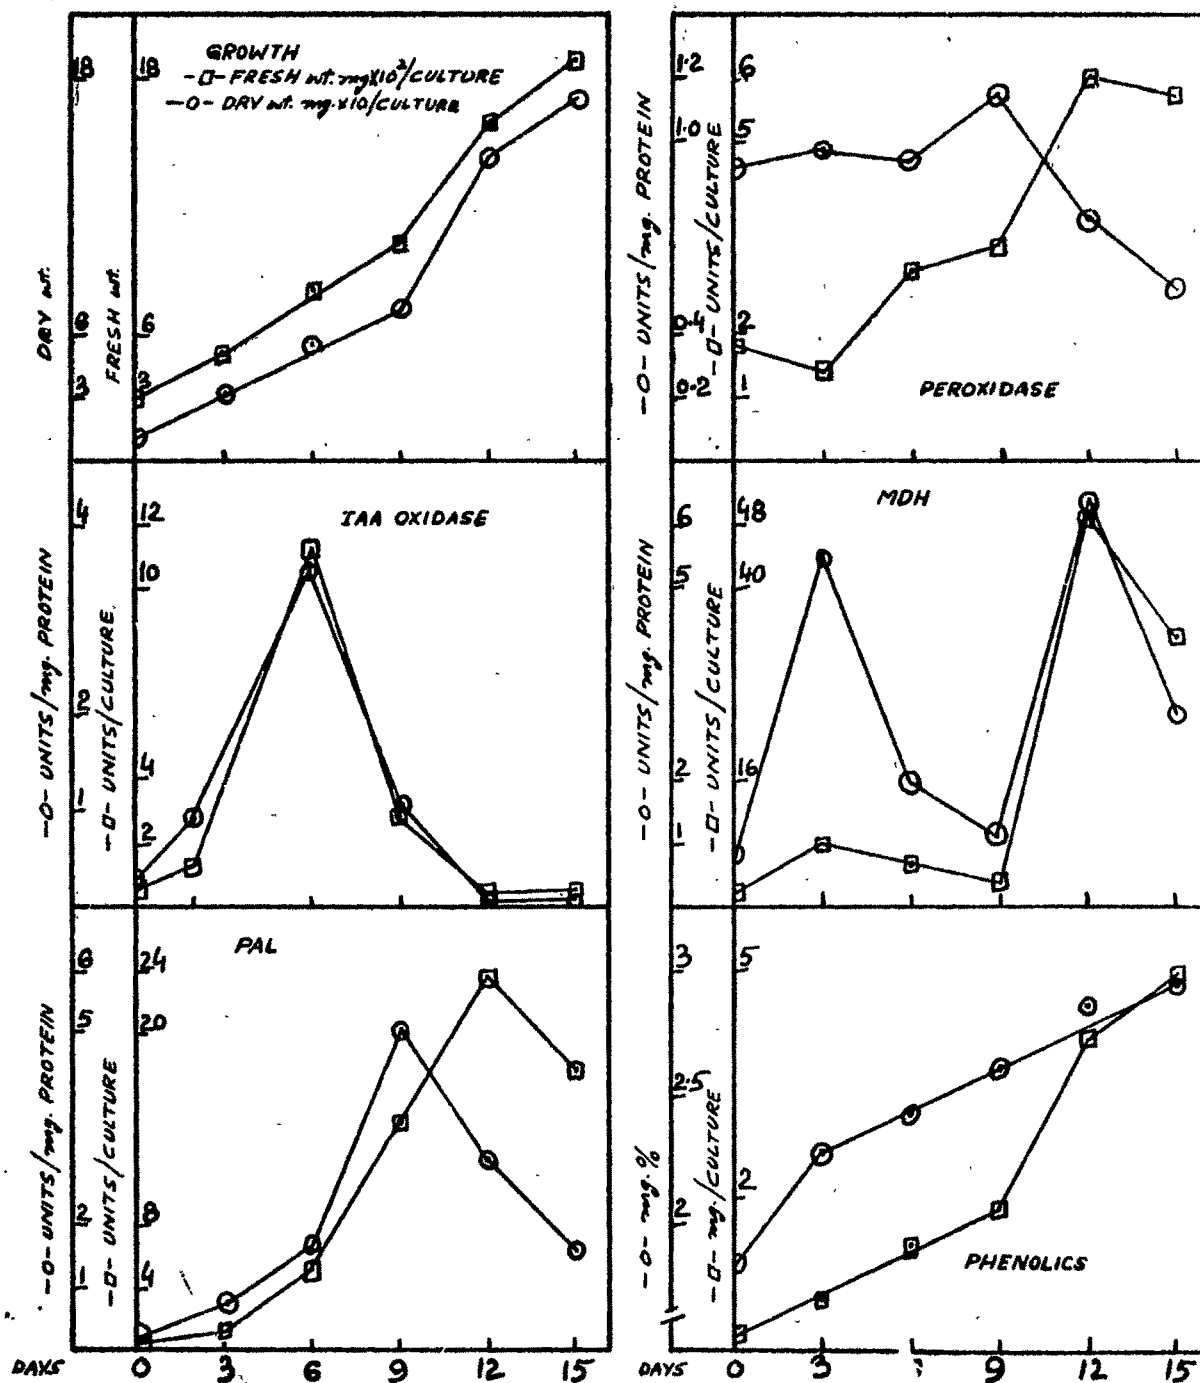 GROWTH
-□- FRESH wt. mg×10²/CULTURE
-O- DRY wt. mg.×10/CULTURE
DRY wt.
18
6
3
FRESH wt.
18
6
3
-O- UNITS/mg. PROTEIN
1.2
1.0
0.4
0.2
-□- UNITS/CULTURE
6
5
2
1
PEROXIDASE
IAA OXIDASE
-O- UNITS/mg. PROTEIN
4
2
1
-□- UNITS/CULTURE
12
10
4
2
MDH
-O- UNITS/mg. PROTEIN
6
5
2
1
-□- UNITS/CULTURE
48
40
16
PAL
-O- UNITS/mg. PROTEIN
6
5
2
1
-□- UNITS/CULTURE
24
20
8
4
DAYS 0 3 6 9 12 15
-O- mg.%
3
2.5
2
-□- mg./CULTURE
5
2
PHENOLICS
DAYS 0 3 9 12 15